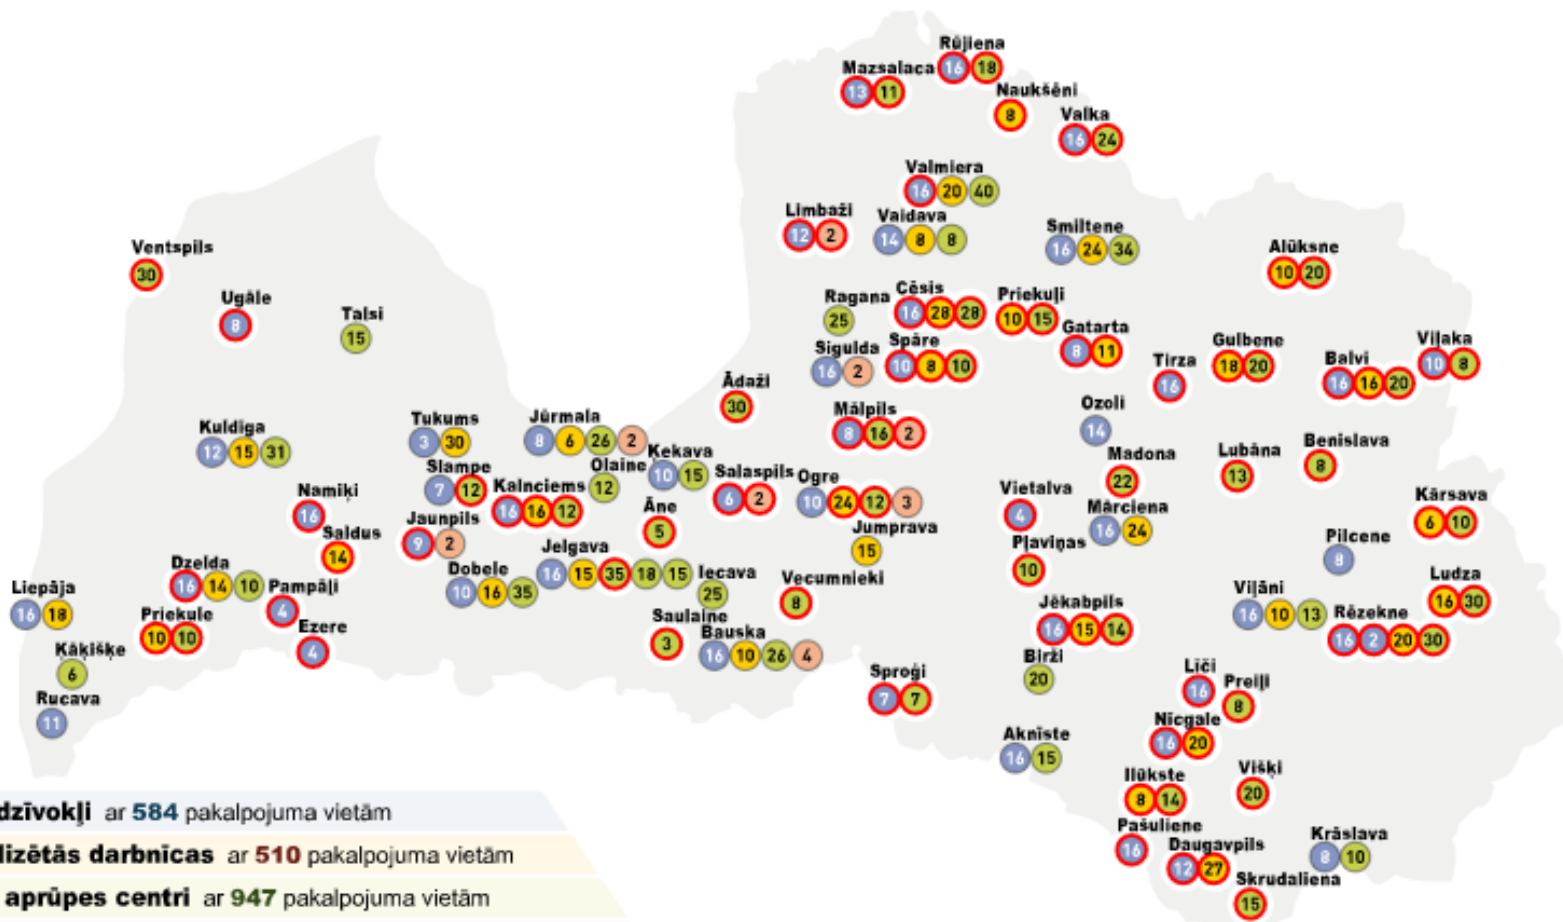 Rūjiena
16 18
Mazsalaca
13 11
Naukšēni
8
Valka
16 24
Valmiera
16 20 40
Limbaži
12 2
Vaidava
14 8 8
Smiltene
16 24 34
Alūksne
10 20
Ventspils
30
Ugāle
8
Talsi
15
Ragana
25
Cēsis
16 28 28
Priekuļi
10 15
Gatarta
8 11
Sigulda
16 2
Spāre
10 8 10
Tirza
16
Gulbene
18 20
Balvi
16 16 20
Viļaka
10 8
Ādaži
30
Mālpils
8 16 2
Ozoli
14
Kuldīga
12 15 31
Tukums
3 30
Jūrmala
8 6 26 2
Olaine
12
Ķekava
10 15
Slampe
7 12
Kalnciems
16 16 12
Salaspils
6 2
Ogre
10 24 12 3
Madona
22
Lubāna
13
Benislava
8
Vietalva
4
Mārciena
16 24
Kārsava
6 10
Namiķi
16
Saldus
14
Jaunpils
9 2
Āne
5
Jumprava
15
Pļaviņas
10
Pilcene
8
Dzelda
16 14 10
Pampāļi
4
Dobele
10 16 35
Jelgava
16 15 35 18 15
Iecava
25
Vecumnieki
8
Liepāja
16 18
Priekule
10 10
Ezere
4
Saulaine
3
Bauska
16 10 26 4
Jēkabpils
16 15 14
Viļāni
16 10 13
Rēzekne
16 2 20 30
Ludza
16 30
Ķāķišķe
6
Rucava
11
Birži
20
Sproģi
7 7
Līči
16
Preiļi
8
Nīcgale
16 20
Aknīste
16 15
Ilūkste
8 14
Višķi
20
Pašuliene
16
Daugavpils
12 27
Krāslava
8 10
Skrudaliena
15
dzīvokļi ar 584 pakalpojuma vietām
lizētās darbnīcas ar 510 pakalpojuma vietām
aprūpes centri ar 947 pakalpojuma vietām